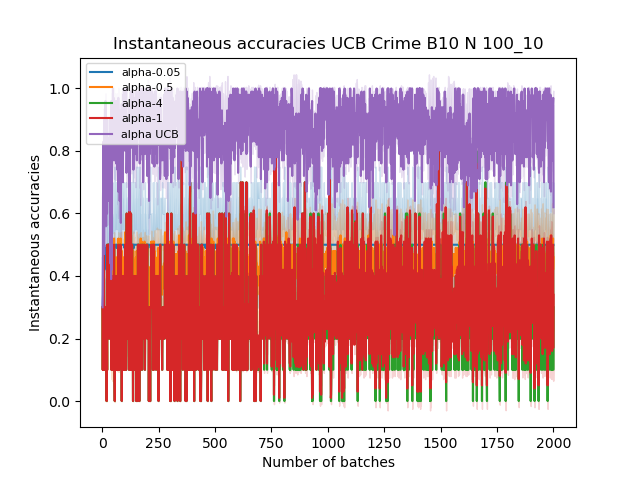 Instantaneous accuracies UCB Crime B10 N 100_10
alpha-0.05
alpha-0.5
alpha-4
alpha-1
alpha UCB
Instantaneous accuracies
1.0
0.8
0.6
0.4
0.2
0.0
0 250 500 750 1000 1250 1500 1750 2000
Number of batches